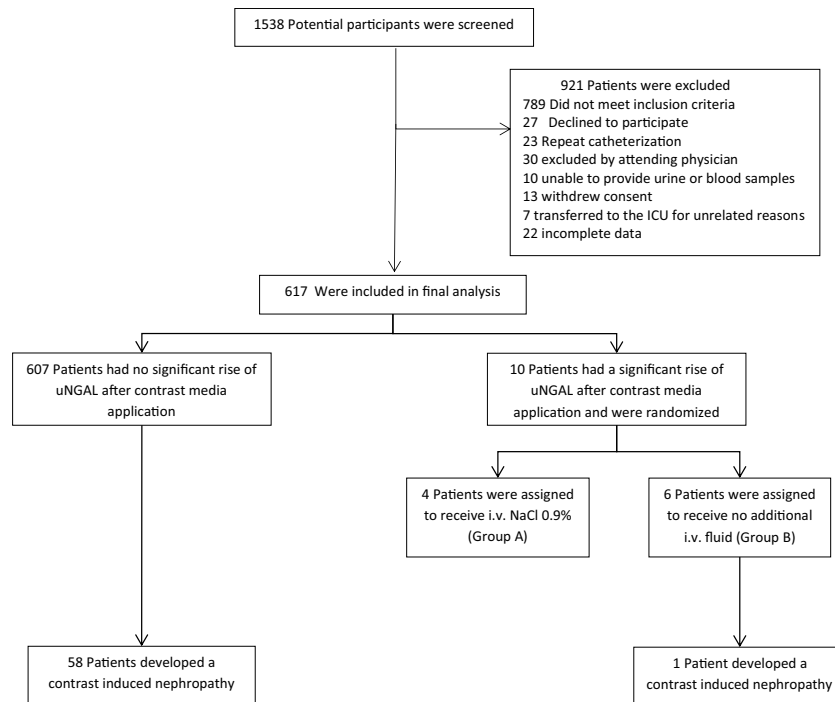 1538 Potential participants were screened
921 Patients were excluded
789 Did not meet inclusion criteria
27 Declined to participate
23 Repeat catheterization
30 excluded by attending physician
10 unable to provide urine or blood samples
13 withdrew consent
7 transferred to the ICU for unrelated reasons
22 incomplete data
617 Were included in final analysis
607 Patients had no significant rise of
uNGAL after contrast media
application
10 Patients had a significant rise of
uNGAL after contrast media
application and were randomized
4 Patients were assigned
to receive i.v. NaCl 0.9%
(Group A)
6 Patients were assigned
to receive no additional
i.v. fluid (Group B)
58 Patients developed a
contrast induced nephropathy
1 Patient developed a
contrast induced nephropathy